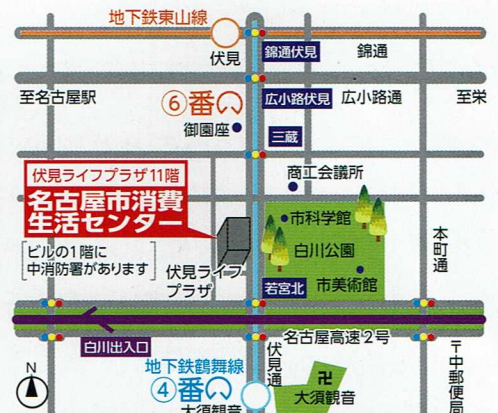 地下鉄東山線
伏見
錦通伏見
錦通
至名古屋駅
⑥番
広小路伏見
広小路通
至栄
御園座
三蔵
伏見ライフプラザ11階
名古屋市消費
生活センター
商工会議所
市科学館
白川公園
市美術館
ビルの1階に
中消防署があります
伏見ライフ
プラザ
若宮北
本町通
白川出入口
名古屋高速2号
N
地下鉄鶴舞線
④番
大須観音
伏見通
卍
大須観音
〒中郵便局